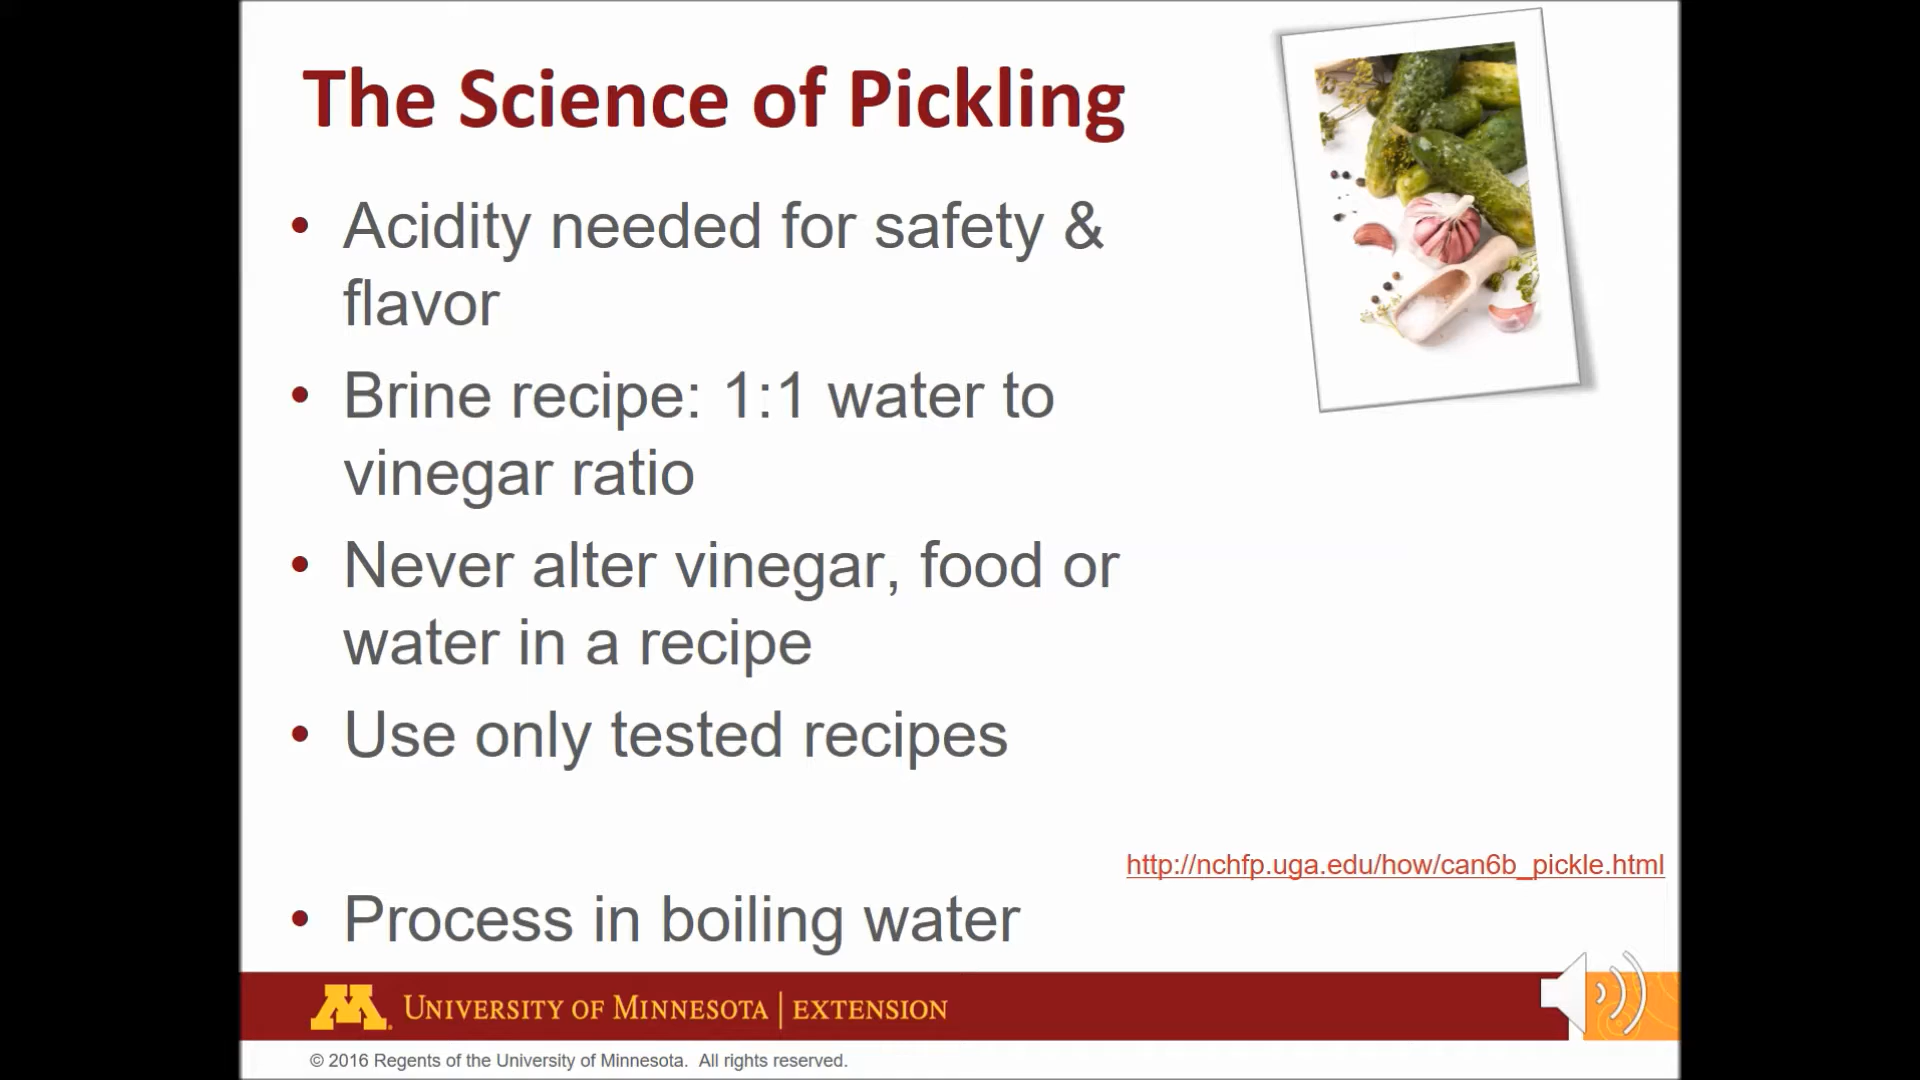 The Science of Pickling
• Acidity needed for safety &
flavor
• Brine recipe: 1:1 water to
vinegar ratio
• Never alter vinegar, food or
water in a recipe
• Use only tested recipes
http://nchfp.uga.edu/how/can6b_pickle.html
• Process in boiling water
M
UNIVERSITY OF MINNESOTA | EXTENSION
© 2016 Regents of the University of Minnesota. All rights reserved.